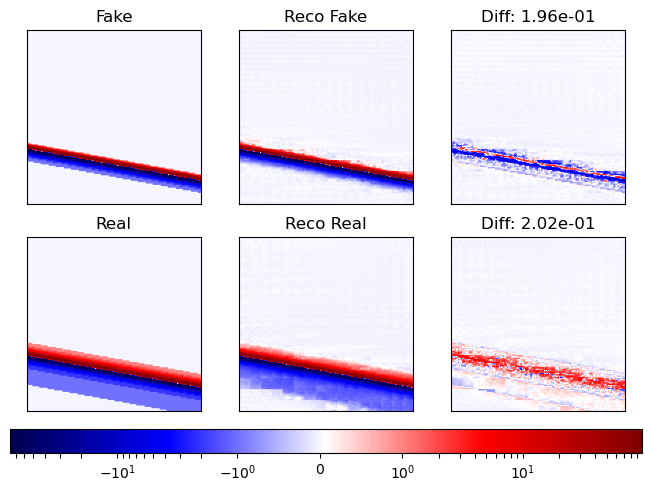 Fake Reco Fake Diff: 1.96e-01
Real Reco Real Diff: 2.02e-01
−10¹ −10⁰ 0 10⁰ 10¹